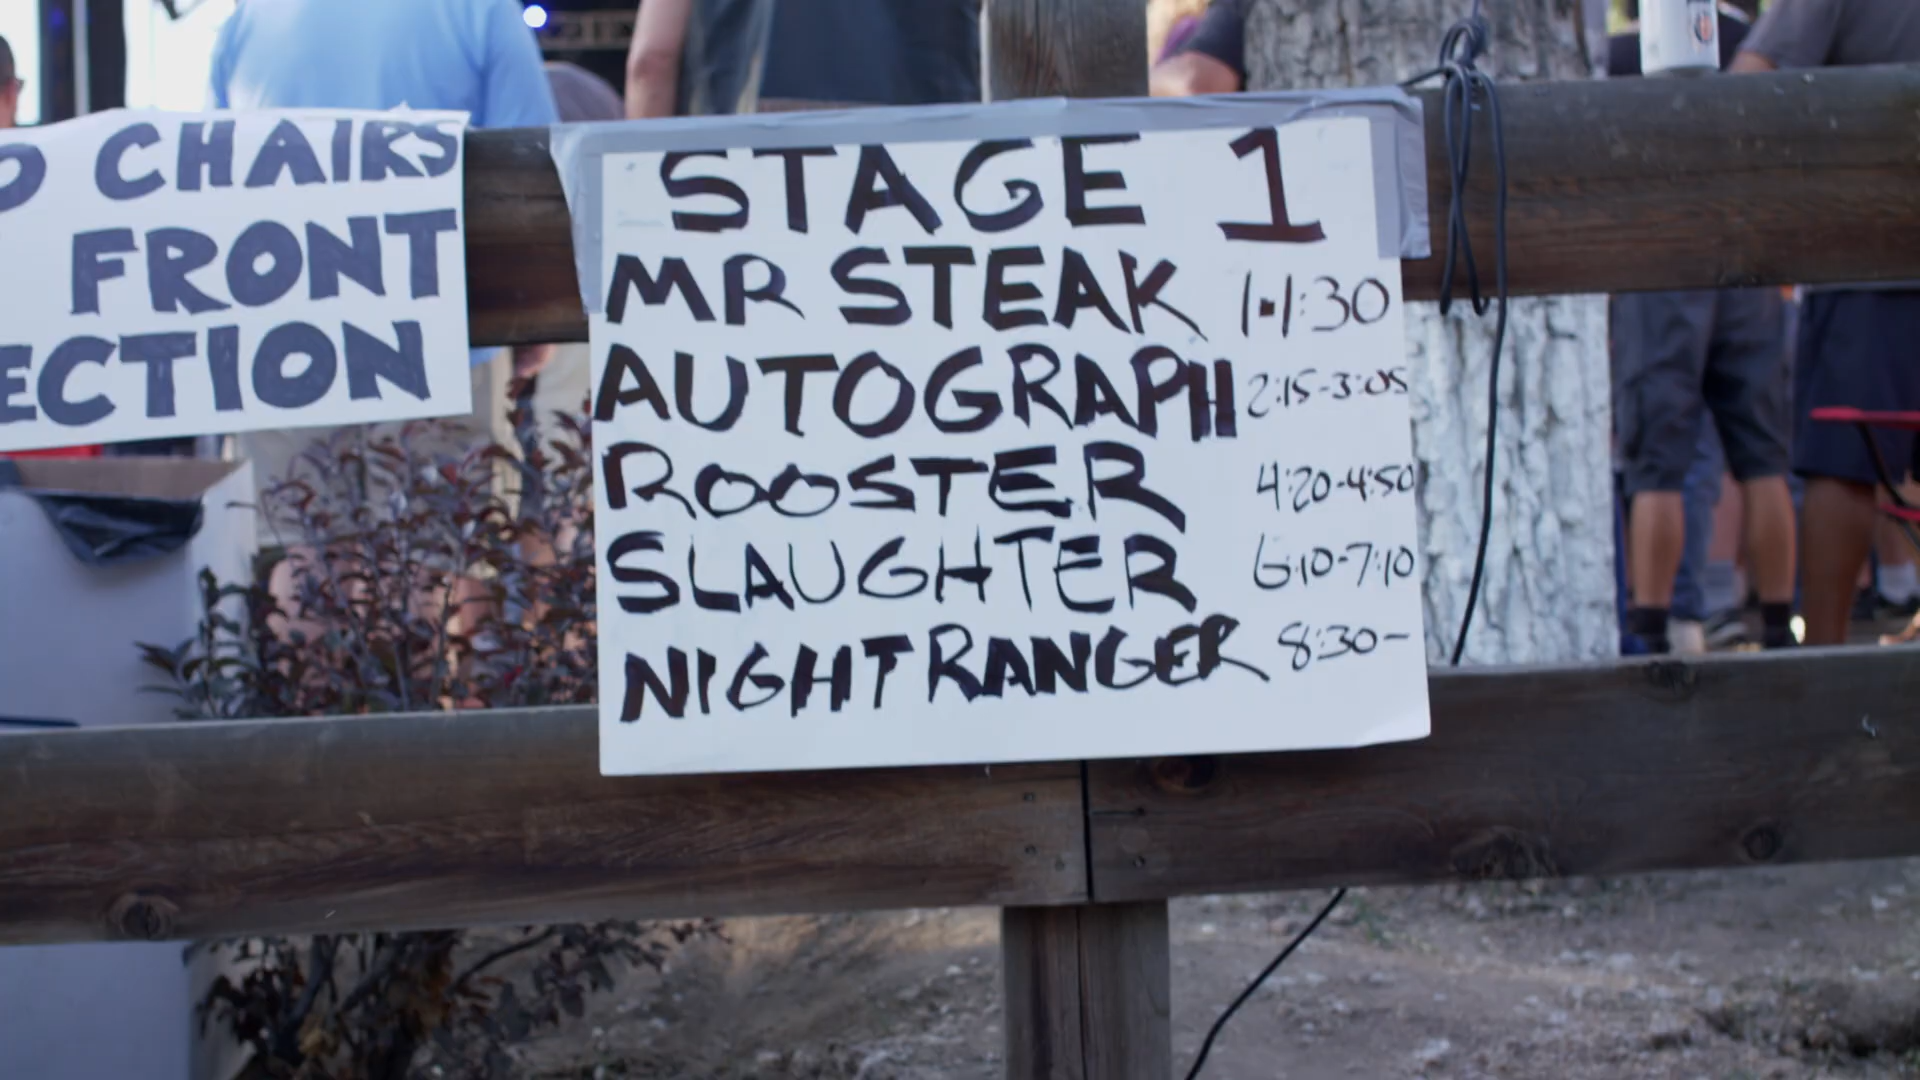 CHAIRS
FRONT
ECTION
STAGE 1
MR STEAK 1-1:30
AUTOGRAPH 2:15-3:05
ROOSTER 4:20-4:50
SLAUGHTER 6:10-7:10
NIGHT RANGER 8:30-